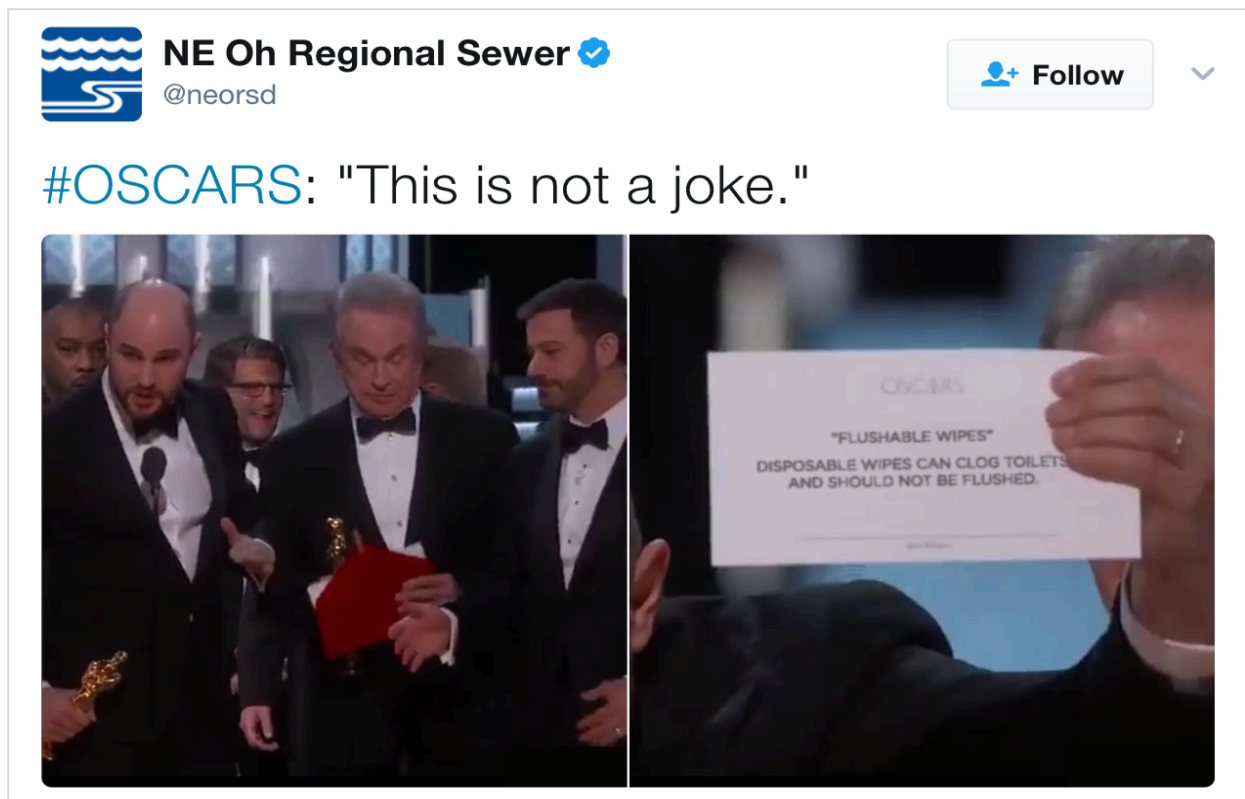 NE Oh Regional Sewer
@neorsd
Follow
#OSCARS: "This is not a joke."
OSCARS
"FLUSHABLE WIPES"
DISPOSABLE WIPES CAN CLOG TOILETS
AND SHOULD NOT BE FLUSHED.